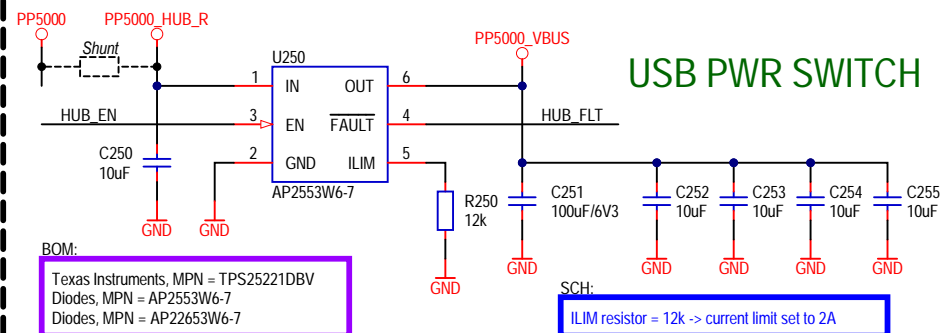 PP5000
PP5000_HUB_R
Shunt
PP5000_VBUS
USB PWR SWITCH
U250
1
IN
OUT
6
HUB_EN
3
EN
FAULT
4
HUB_FLT
2
GND
ILIM
5
AP2553W6-7
C250
10uF
R250
12k
C251
100uF/6V3
C252
10uF
C253
10uF
C254
10uF
C255
10uF
GND
GND
GND
GND
GND
GND
GND
GND
BOM:
Texas Instruments, MPN = TPS25221DBV
Diodes, MPN = AP2553W6-7
Diodes, MPN = AP22653W6-7
SCH:
ILIM resistor = 12k -> current limit set to 2A